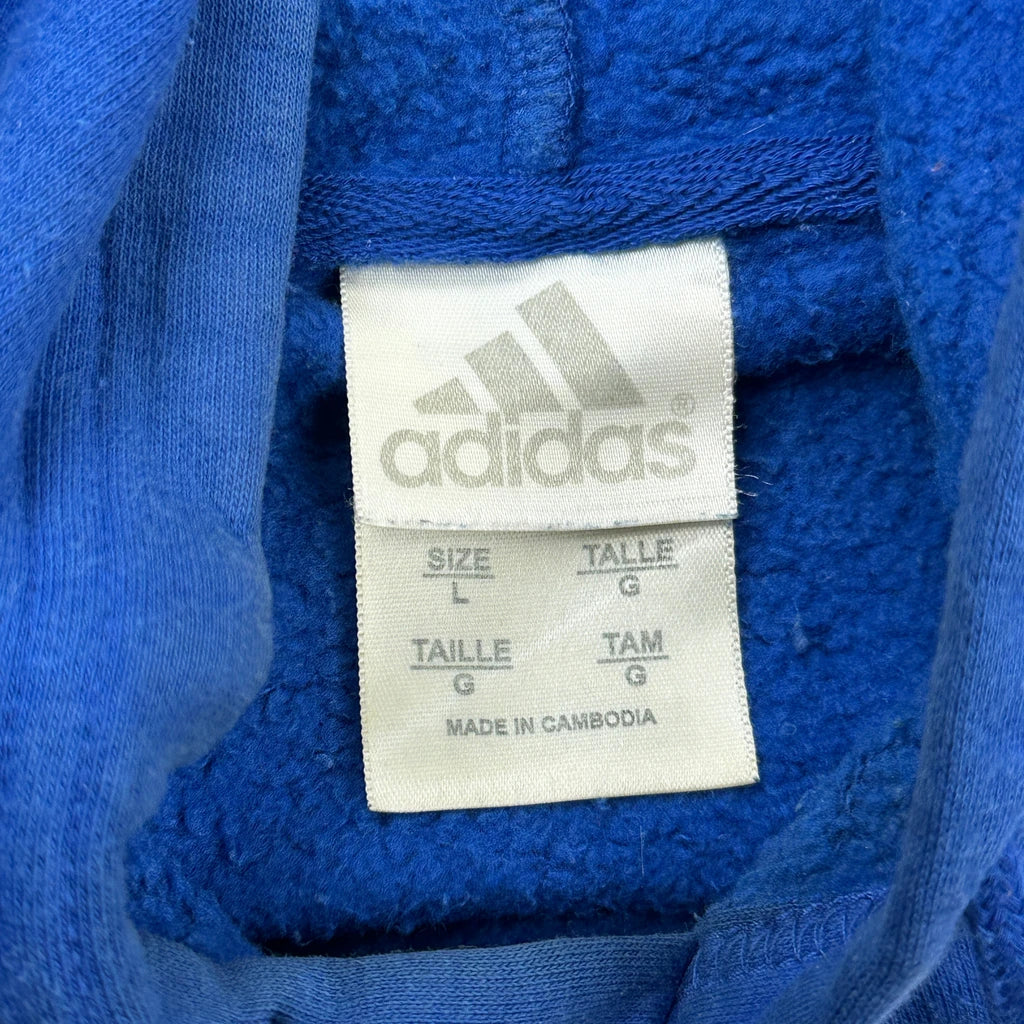 adidas®
SIZE TALLE
L G
TAILLE TAM
G G
MADE IN CAMBODIA